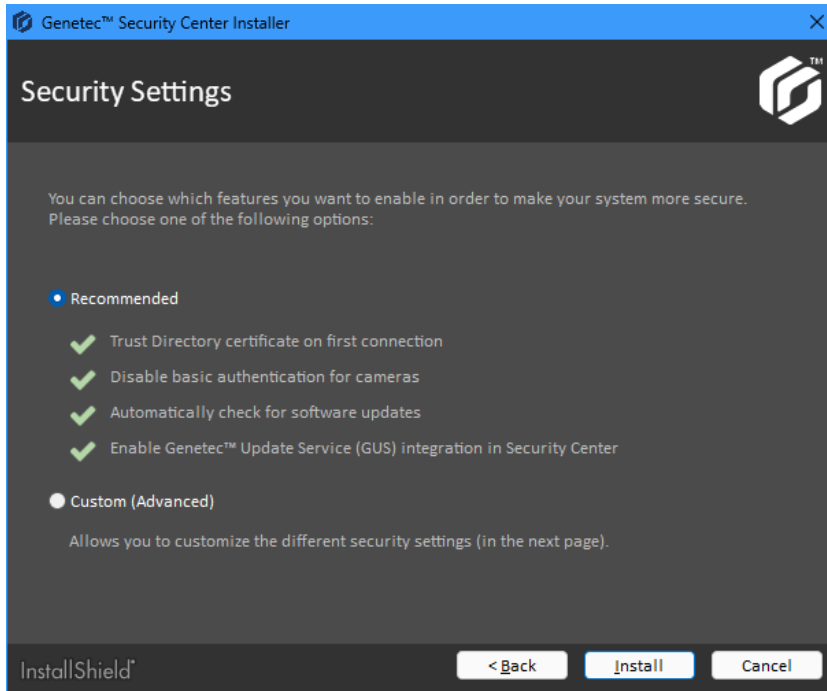 Genetec™ Security Center Installer
Security Settings
TM
You can choose which features you want to enable in order to make your system more secure.
Please choose one of the following options:
Recommended
Trust Directory certificate on first connection
Disable basic authentication for cameras
Automatically check for software updates
Enable Genetec™ Update Service (GUS) integration in Security Center
Custom (Advanced)
Allows you to customize the different security settings (in the next page).
InstallShield®
< Back
Install
Cancel